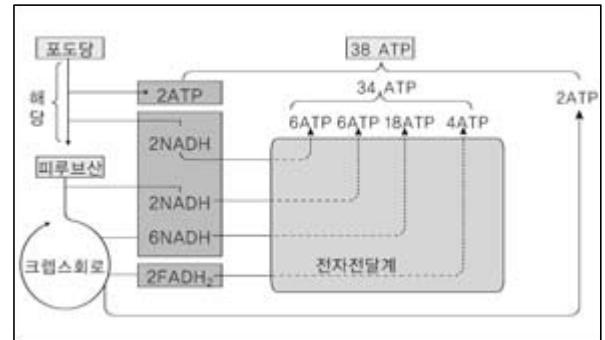 포도당
38 ATP
34 ATP
해당
2ATP
2ATP
6ATP 6ATP 18ATP 4ATP
2NADH
피루브산
2NADH
6NADH
크렙스회로
전자전달계
2FADH₂